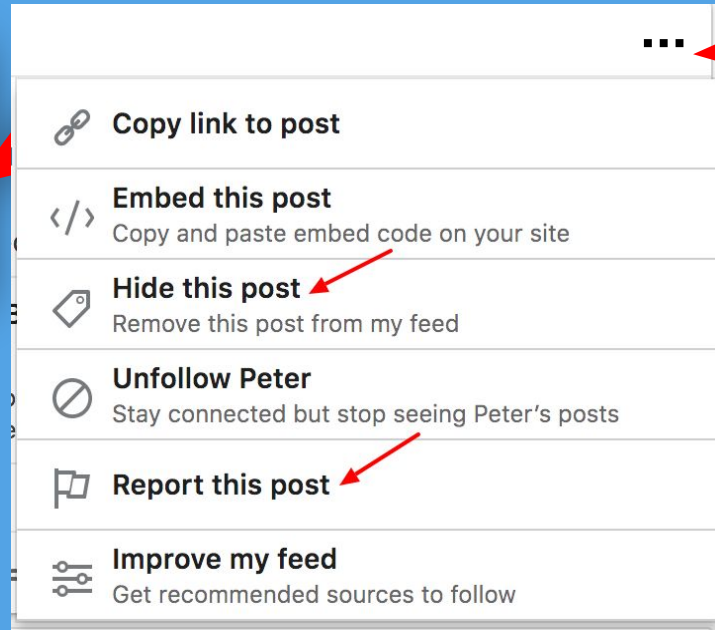 Copy link to post
Embed this post
Copy and paste embed code on your site
Hide this post
Remove this post from my feed
Unfollow Peter
Stay connected but stop seeing Peter's posts
Report this post
Improve my feed
Get recommended sources to follow